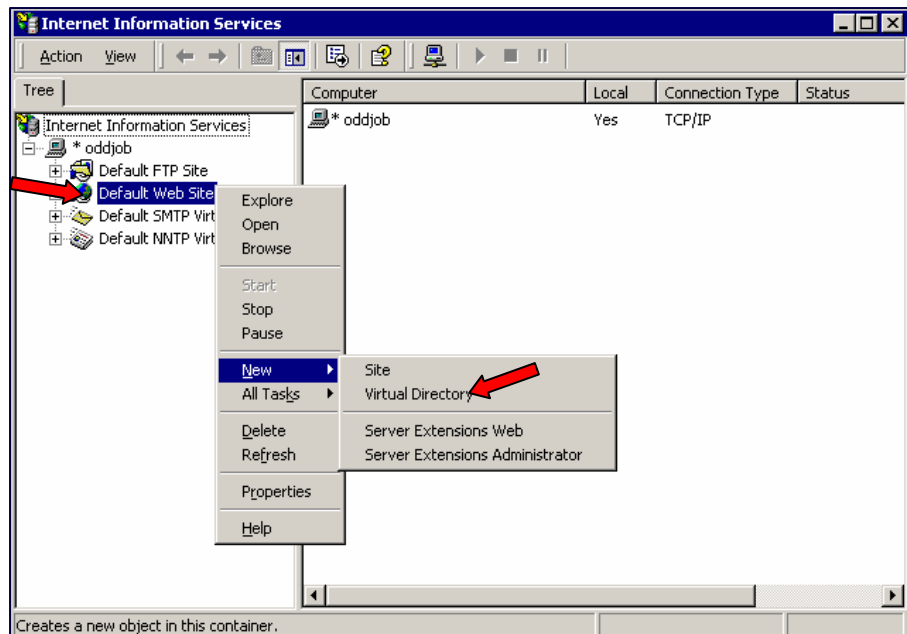 Internet Information Services
Action View
Tree
Computer Local Connection Type Status
Internet Information Services
* oddjob Yes TCP/IP
* oddjob
Default FTP Site
Default Web Site
Default SMTP Virt
Default NNTP Virt
Explore
Open
Browse
Start
Stop
Pause
New
All Tasks
Delete
Refresh
Properties
Help
Site
Virtual Directory
Server Extensions Web
Server Extensions Administrator
Creates a new object in this container.